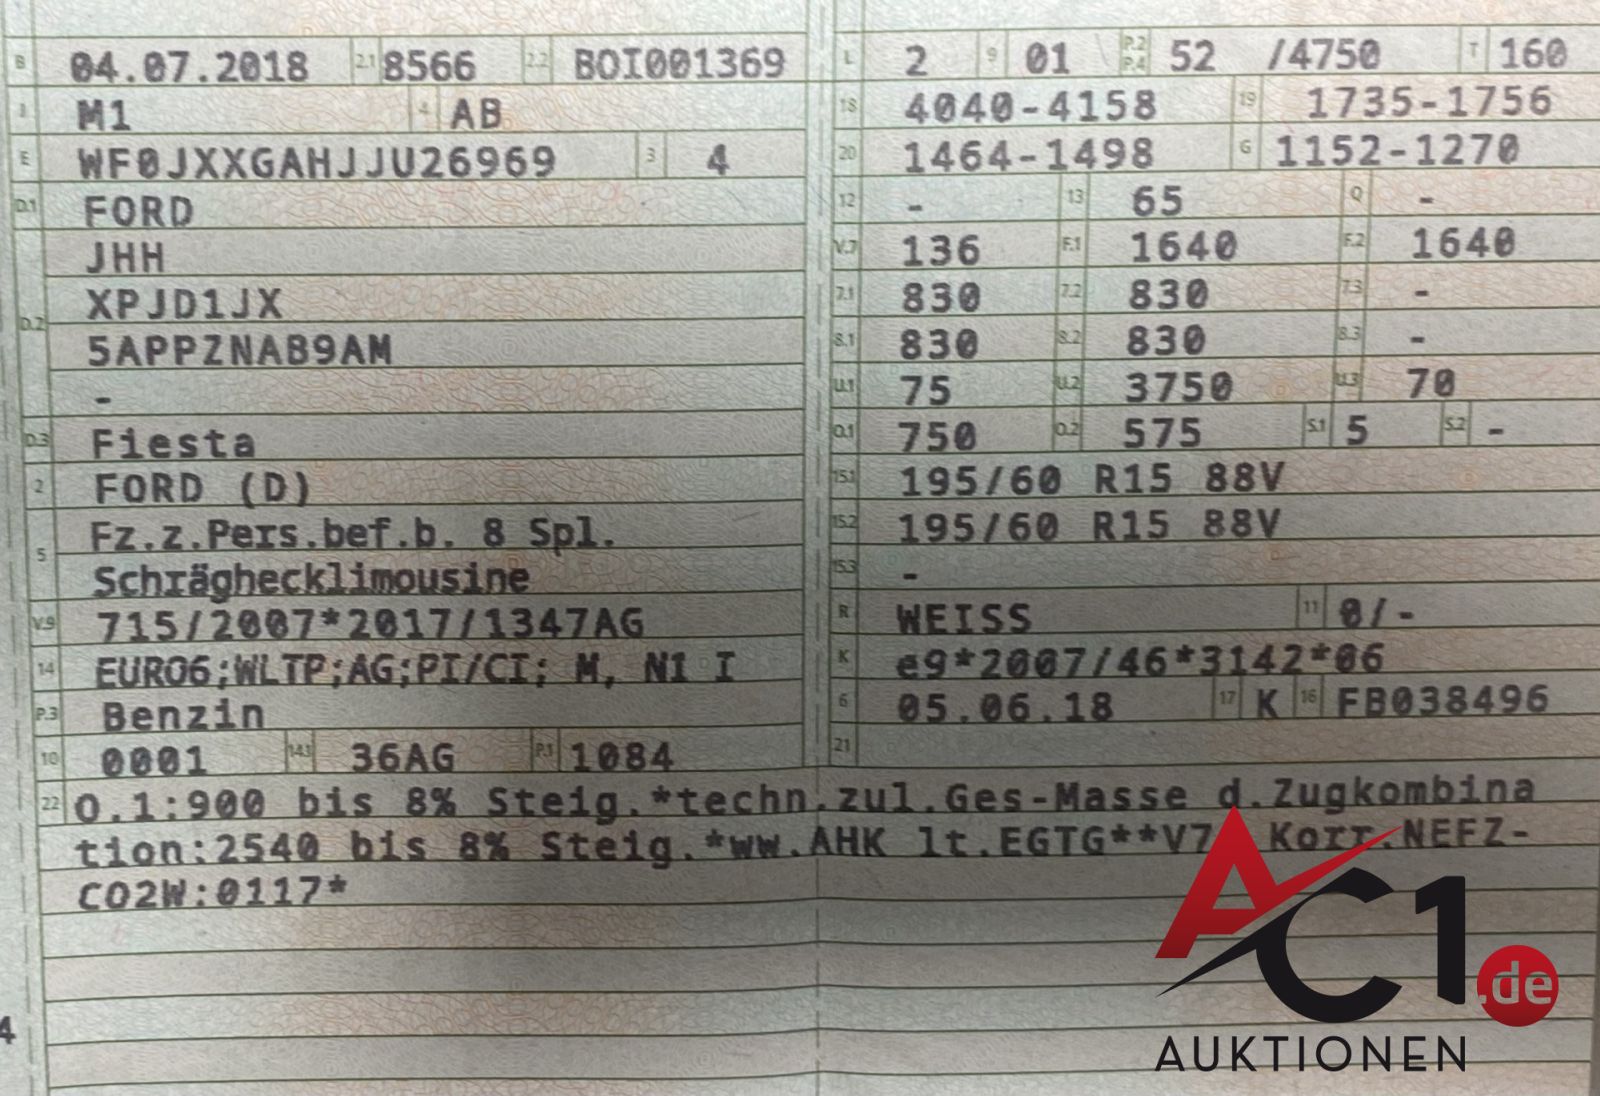 B 04.07.2018 2.1 8566 2.2 BOI001369
J M1 4 AB
E WF0JXXGAHJJU26969 3 4
D.1 FORD
JHH
D.2 XPJD1JX
5APPZNAB9AM
-
D.3 Fiesta
2 FORD (D)
5 Fz.z.Pers.bef.b. 8 Spl.
Schräghecklimousine
V.9 715/2007*2017/1347AG
14 EURO6;WLTP;AG;PI/CI; M, N1 I
P.3 Benzin
10 0001 14.1 36AG P.1 1084
L 2 9 01 P.2 P.4 52 /4750 T 160
18 4040-4158 19 1735-1756
20 1464-1498 G 1152-1270
12 - 13 65 Q -
V.7 136 F.1 1640 F.2 1640
7.1 830 7.2 830 7.3 -
8.1 830 8.2 830 8.3 -
U.1 75 U.2 3750 U.3 70
O.1 750 O.2 575 S.1 5 S.2 -
15.1 195/60 R15 88V
15.2 195/60 R15 88V
15.3 -
R WEISS 11 0/-
K e9*2007/46*3142*06
6 05.06.18 17 K 16 FB038496
21
22 O.1:900 bis 8% Steig.*techn.zul.Ges-Masse d.Zugkombina
tion:2540 bis 8% Steig.*ww.AHK lt.EGTG**V7 Korr.NEFZ-
CO2W:0117*
4
AC1.de
AUKTIONEN